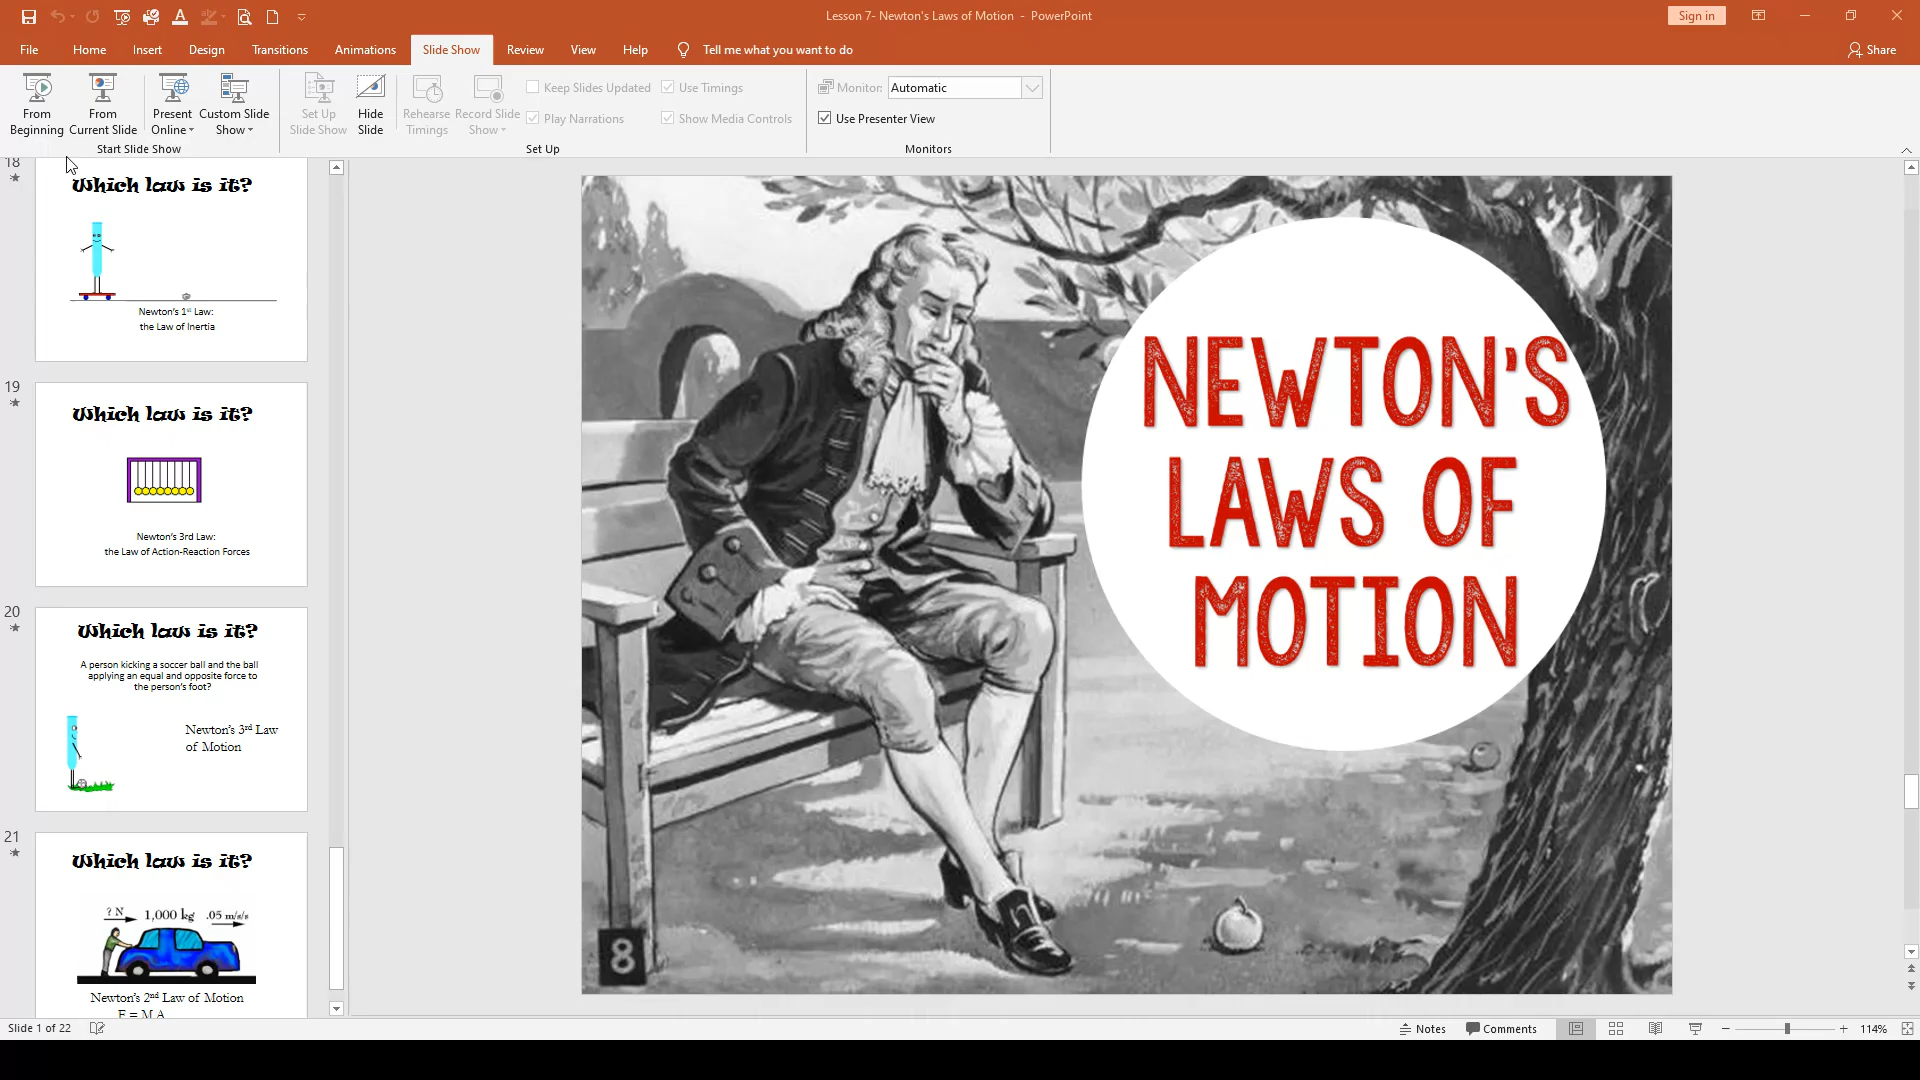 Lesson 7- Newton's Laws of Motion - PowerPoint
Sign in
File Home Insert Design Transitions Animations Slide Show Review View Help Tell me what you want to do Share
From Beginning
From Current Slide
Present Online
Custom Slide Show
Start Slide Show
Set Up Slide Show
Hide Slide
Rehearse Timings
Record Slide Show
Keep Slides Updated
Play Narrations
Use Timings
Show Media Controls
Set Up
Monitor: Automatic
Use Presenter View
Monitors
18
Which law is it?
Newton's 1st Law:
the Law of Inertia
19
Which law is it?
Newton's 3rd Law:
the Law of Action-Reaction Forces
20
Which law is it?
A person kicking a soccer ball and the ball
applying an equal and opposite force to
the person's foot?
Newton's 3rd Law
of Motion
21
Which law is it?
? N 1,000 kg .05 m/s/s
Newton's 2nd Law of Motion
F = M A
NEWTON'S
LAWS OF
MOTION
8
Slide 1 of 22
Notes Comments 114%